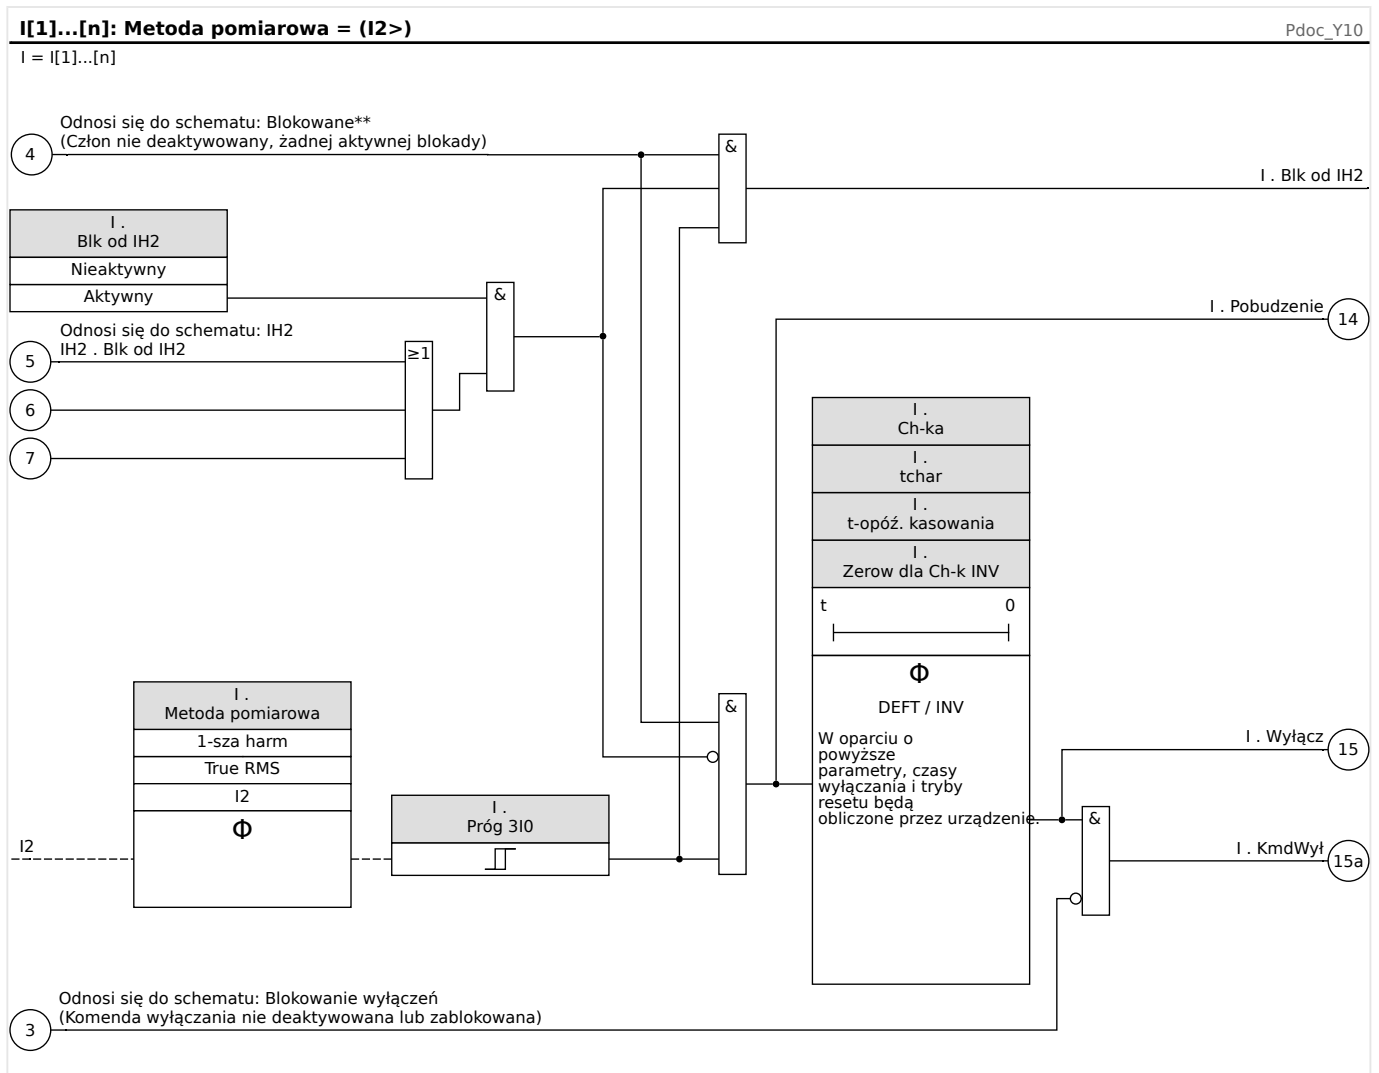 I[1]...[n]: Metoda pomiarowa = (I2>)
Pdoc_Y10
I = I[1]...[n]
Odnosi się do schematu: Blokowane**
(Człon nie deaktywowany, żadnej aktywnej blokady)
4
&
I . Blk od IH2
I .
Blk od IH2
Nieaktywny
Aktywny
&
I . Pobudzenie
14
Odnosi się do schematu: IH2
IH2 . Blk od IH2
5
≥1
6
7
I .
Ch-ka
I .
tchar
I .
t-opóź. kasowania
I .
Zerow dla Ch-k INV
t
0
Φ
DEFT / INV
W oparciu o
powyższe
parametry, czasy
wyłączania i tryby
resetu będą
obliczone przez urządzenie.
I .
Metoda pomiarowa
1-sza harm
True RMS
I2
Φ
&
I .
Próg 3I0
I2
I . Wyłącz
15
&
I . KmdWył
15a
Odnosi się do schematu: Blokowanie wyłączeń
(Komenda wyłączania nie deaktywowana lub zablokowana)
3